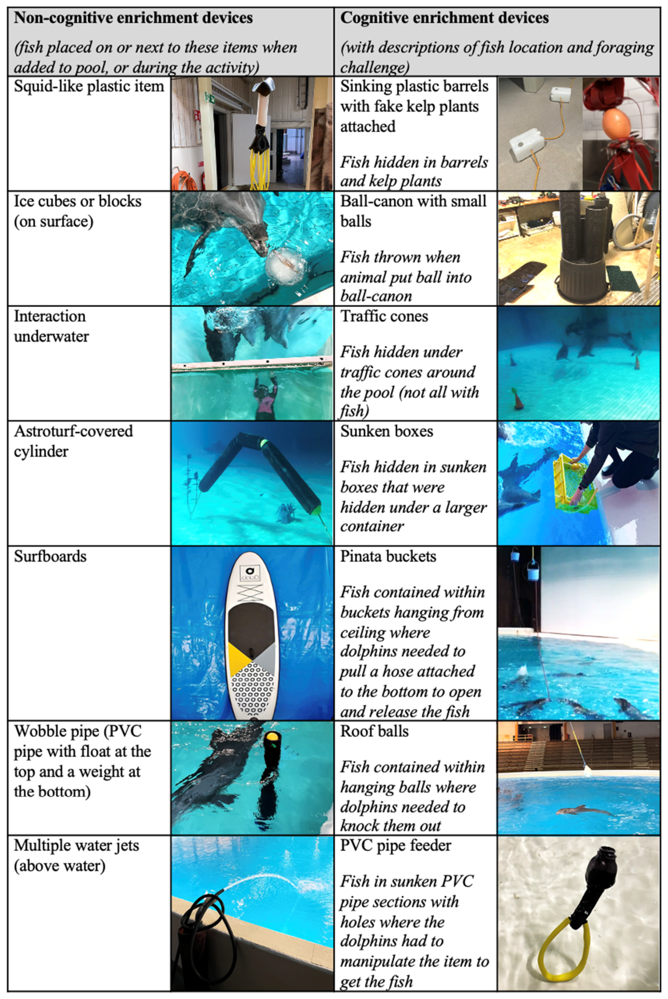 Non-cognitive enrichment devices
(fish placed on or next to these items when
added to pool, or during the activity)
Cognitive enrichment devices
(with descriptions of fish location and foraging
challenge)
Squid-like plastic item
Sinking plastic barrels
with fake kelp plants
attached
Fish hidden in barrels
and kelp plants
Ice cubes or blocks
(on surface)
Ball-canon with small
balls
Fish thrown when
animal put ball into
ball-canon
Interaction
underwater
Traffic cones
Fish hidden under
traffic cones around
the pool (not all with
fish)
Astroturf-covered
cylinder
Sunken boxes
Fish hidden in sunken
boxes that were
hidden under a larger
container
Surfboards
Pinata buckets
Fish contained within
buckets hanging from
ceiling where
dolphins needed to
pull a hose attached
to the bottom to open
and release the fish
Wobble pipe (PVC
pipe with float at the
top and a weight at
the bottom)
Roof balls
Fish contained within
hanging balls where
dolphins needed to
knock them out
Multiple water jets
(above water)
PVC pipe feeder
Fish in sunken PVC
pipe sections with
holes where the
dolphins had to
manipulate the item to
get the fish